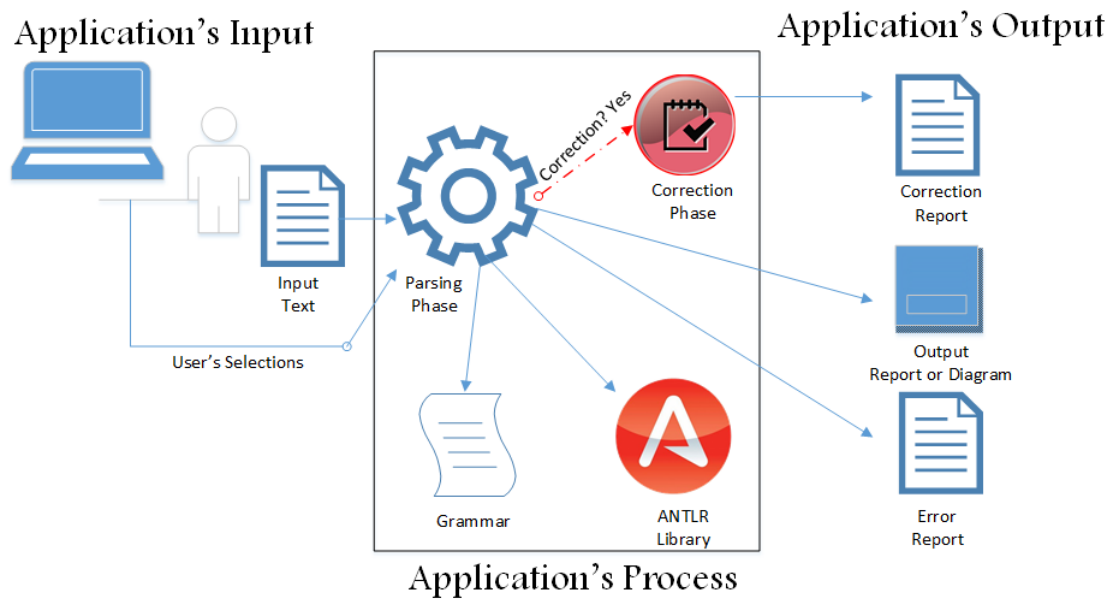 Application's Input
Application's Output
Correction? Yes
Correction
Phase
Correction
Report
Input
Text
Parsing
Phase
User's Selections
Output
Report or Diagram
Grammar
ANTLR
Library
Error
Report
Application's Process